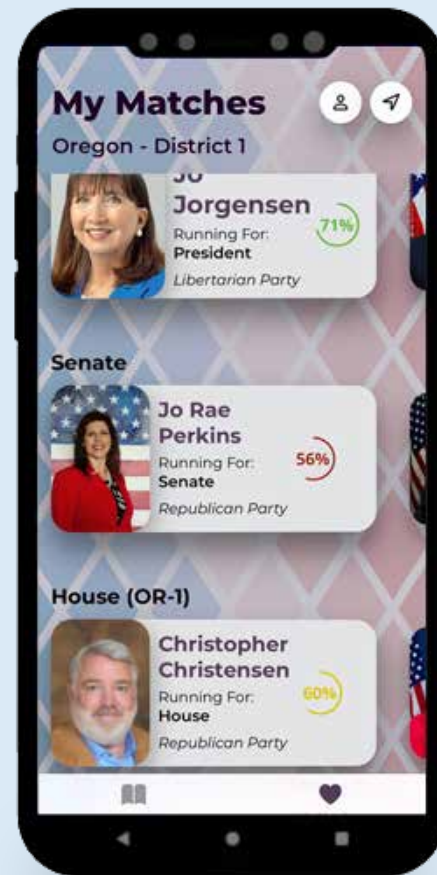 My Matches
Oregon - District 1
Jo
Jorgensen
Running For:
President
Libertarian Party
71%
Senate
Jo Rae
Perkins
Running For:
Senate
Republican Party
56%
House (OR-1)
Christopher
Christensen
Running For:
House
Republican Party
60%